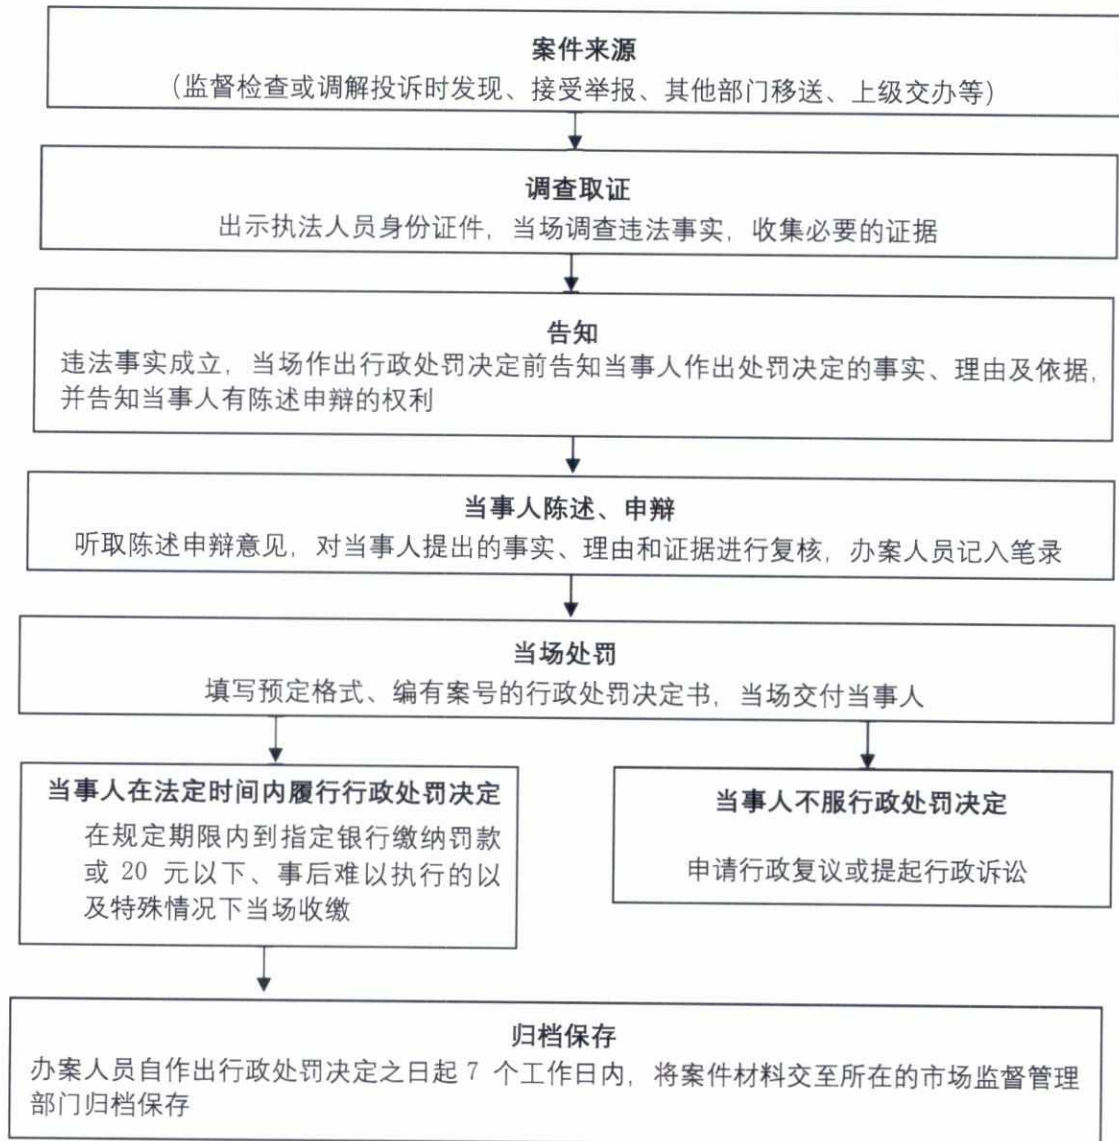 案件来源
（监督检查或调解投诉时发现、接受举报、其他部门移送、上级交办等）
调查取证
出示执法人员身份证件，当场调查违法事实，收集必要的证据
告知
违法事实成立，当场作出行政处罚决定前告知当事人作出处罚决定的事实、理由及依据，
并告知当事人有陈述申辩的权利
当事人陈述、申辩
听取陈述申辩意见，对当事人提出的事实、理由和证据进行复核，办案人员记入笔录
当场处罚
填写预定格式、编有案号的行政处罚决定书，当场交付当事人
当事人在法定时间内履行行政处罚决定
在规定期限内到指定银行缴纳罚款
或 20 元以下、事后难以执行的以
及特殊情况下当场收缴
当事人不服行政处罚决定
申请行政复议或提起行政诉讼
归档保存
办案人员自作出行政处罚决定之日起 7 个工作日内，将案件材料交至所在的市场监督管理
部门归档保存